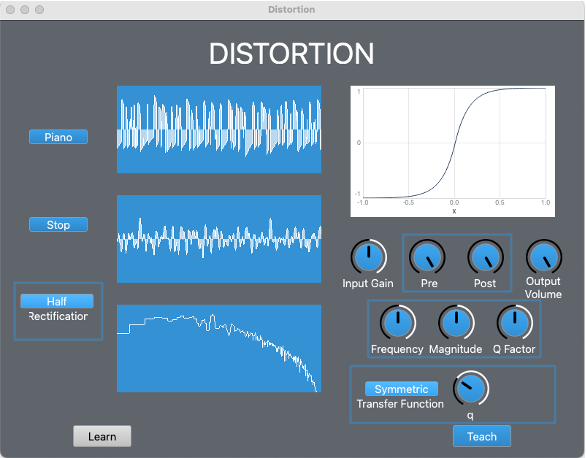 Distortion
DISTORTION
Piano
Stop
Half
Rectification
1
0
-1
-1.0 -0.5 0.0 0.5 1.0
x
Input Gain
Pre
Post
Output
Volume
Frequency
Magnitude
Q Factor
Symmetric
Transfer Function
q
Learn
Teach